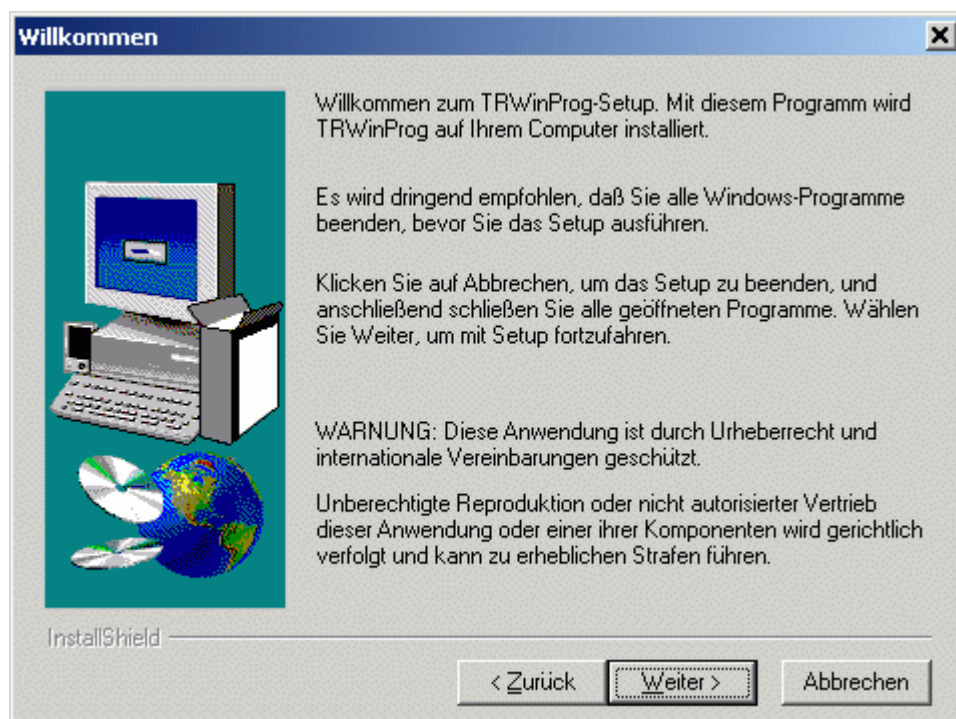 Willkommen
Willkommen zum TRWinProg-Setup. Mit diesem Programm wird
TRWinProg auf Ihrem Computer installiert.
Es wird dringend empfohlen, daß Sie alle Windows-Programme
beenden, bevor Sie das Setup ausführen.
Klicken Sie auf Abbrechen, um das Setup zu beenden, und
anschließend schließen Sie alle geöffneten Programme. Wählen
Sie Weiter, um mit Setup fortzufahren.
WARNUNG: Diese Anwendung ist durch Urheberrecht und
internationale Vereinbarungen geschützt.
Unberechtigte Reproduktion oder nicht autorisierter Vertrieb
dieser Anwendung oder einer ihrer Komponenten wird gerichtlich
verfolgt und kann zu erheblichen Strafen führen.
InstallShield
< Zurück Weiter > Abbrechen